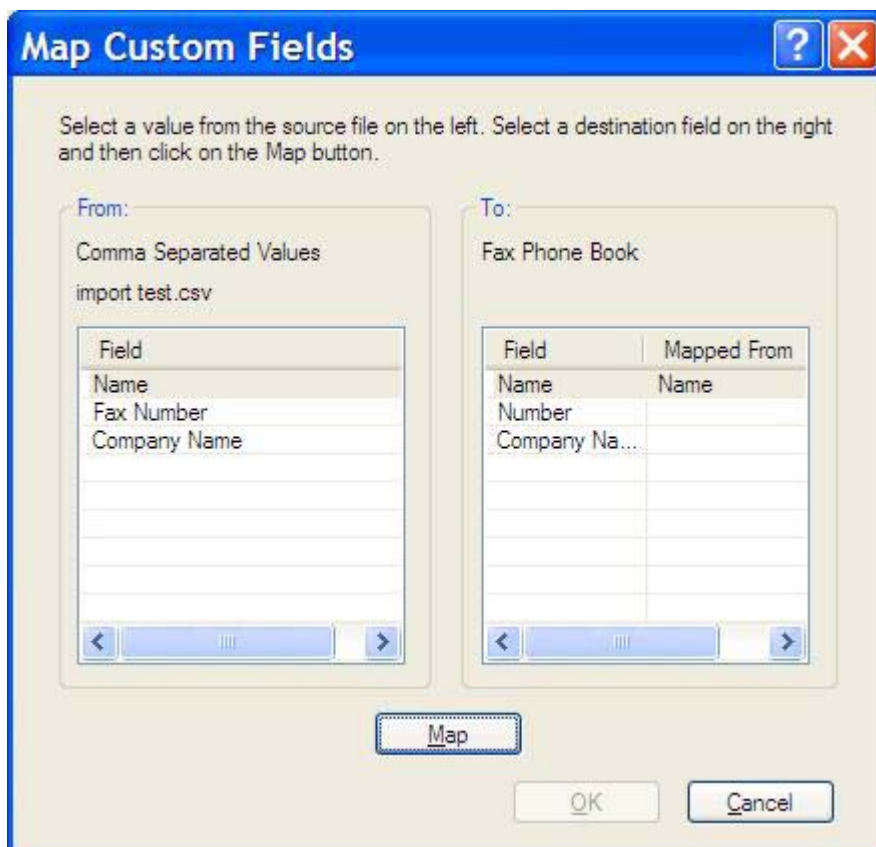 Map Custom Fields
Select a value from the source file on the left. Select a destination field on the right
and then click on the Map button.
From:
Comma Separated Values
import test.csv
Field
Name
Fax Number
Company Name
To:
Fax Phone Book
Field Mapped From
Name Name
Number
Company Na...
Map
OK Cancel